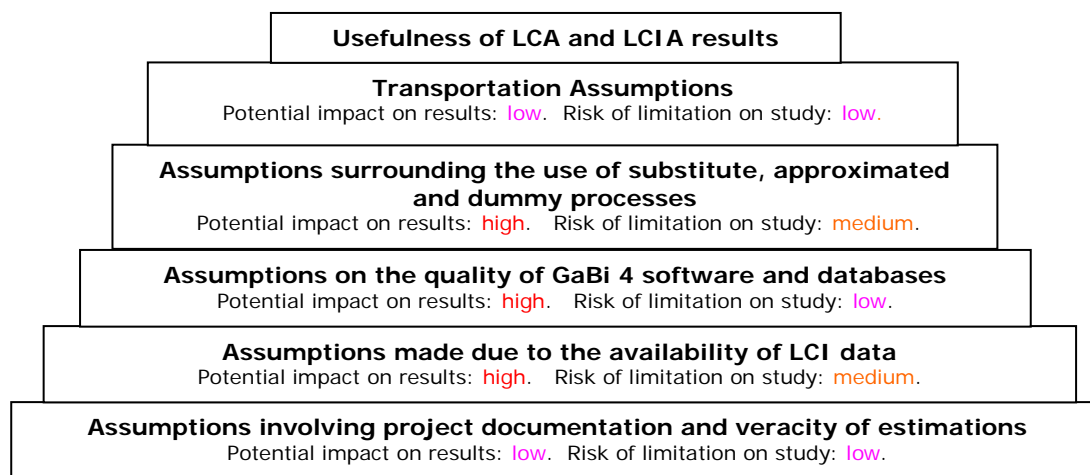 Usefulness of LCA and LCIA results
Transportation Assumptions
Potential impact on results: low. Risk of limitation on study: low.
Assumptions surrounding the use of substitute, approximated
and dummy processes
Potential impact on results: high. Risk of limitation on study: medium.
Assumptions on the quality of GaBi 4 software and databases
Potential impact on results: high. Risk of limitation on study: low.
Assumptions made due to the availability of LCI data
Potential impact on results: high. Risk of limitation on study: medium.
Assumptions involving project documentation and veracity of estimations
Potential impact on results: low. Risk of limitation on study: low.